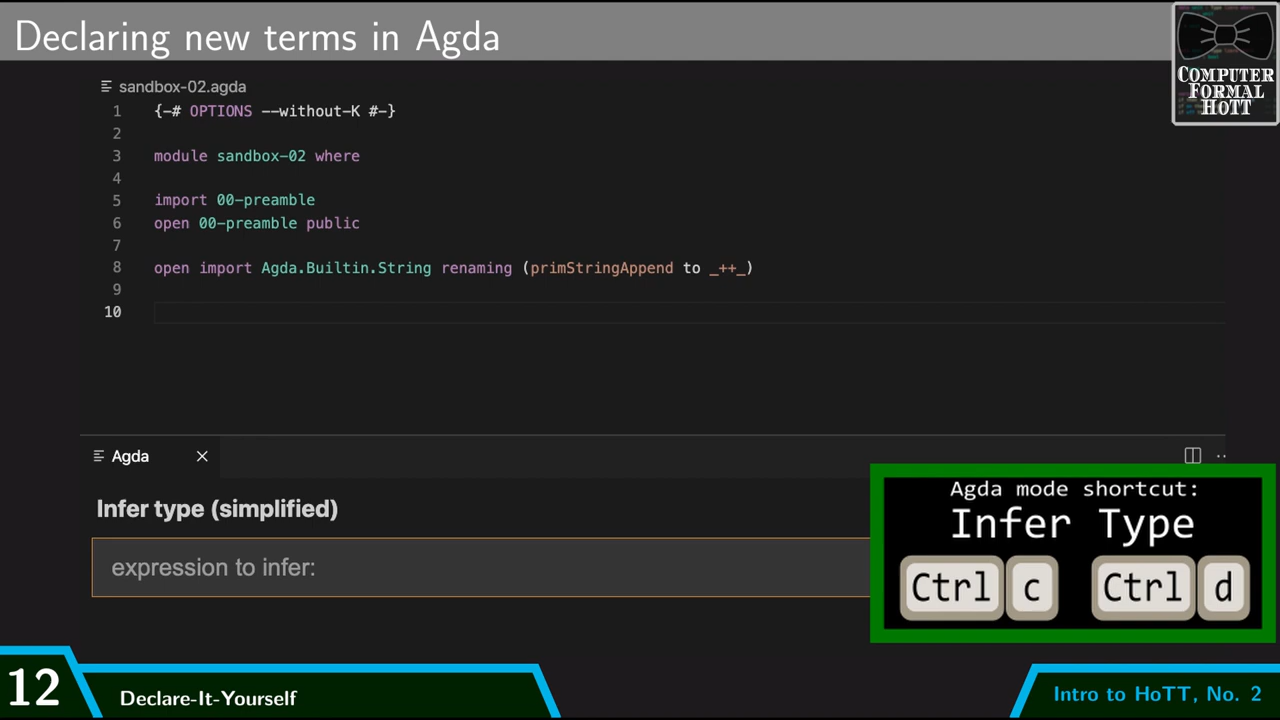 Declaring new terms in Agda
COMPUTER
FORMAL
HOTT
sandbox-02.agda
1 {-# OPTIONS --without-K #-}
2
3 module sandbox-02 where
4
5 import 00-preamble
6 open 00-preamble public
7
8 open import Agda.Builtin.String renaming (primStringAppend to _++_)
9
10
Agda
Infer type (simplified)
expression to infer:
Agda mode shortcut:
Infer Type
Ctrl c Ctrl d
12 Declare-It-Yourself
Intro to HoTT, No. 2